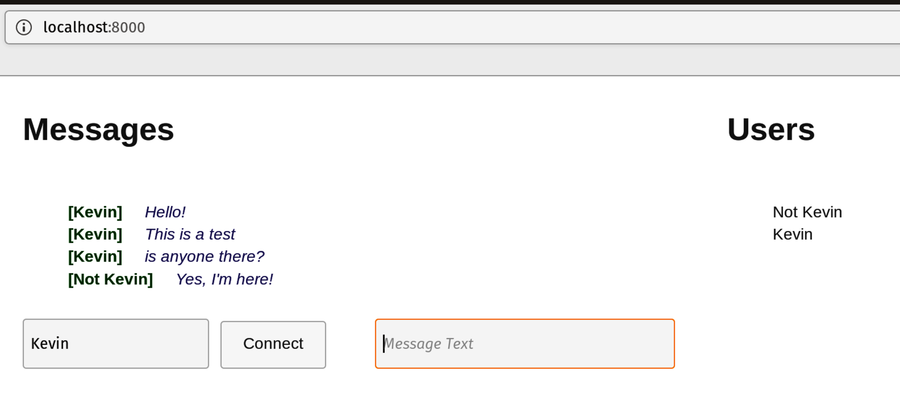 localhost:8000
Messages
Users
[Kevin] Hello!
[Kevin] This is a test
[Kevin] is anyone there?
[Not Kevin] Yes, I'm here!
Not Kevin
Kevin
Kevin
Connect
Message Text